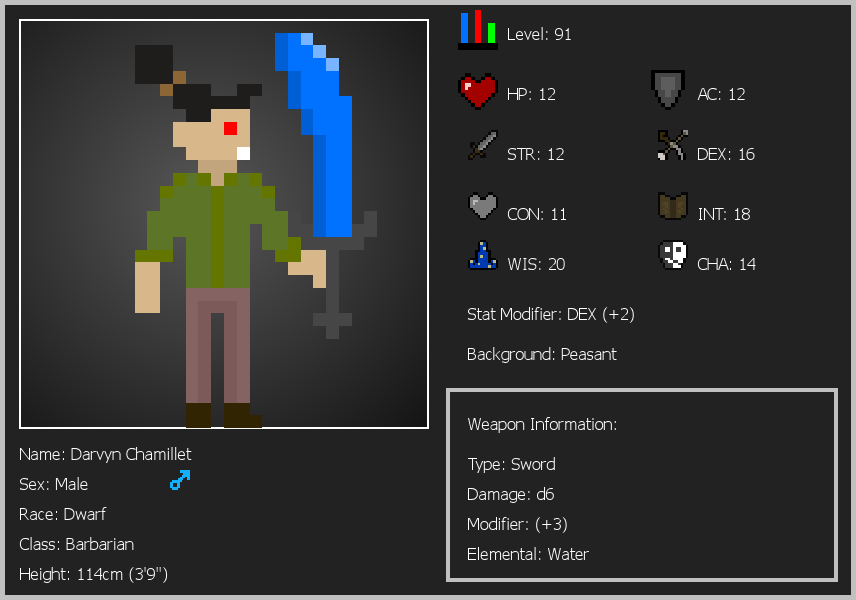 Level: 91
HP: 12
AC: 12
STR: 12
DEX: 16
CON: 11
INT: 18
WIS: 20
CHA: 14
Stat Modifier: DEX (+2)
Background: Peasant
Weapon Information:
Type: Sword
Damage: d6
Modifier: (+3)
Elemental: Water
Name: Darvyn Chamillet
Sex: Male
Race: Dwarf
Class: Barbarian
Height: 114cm (3'9")